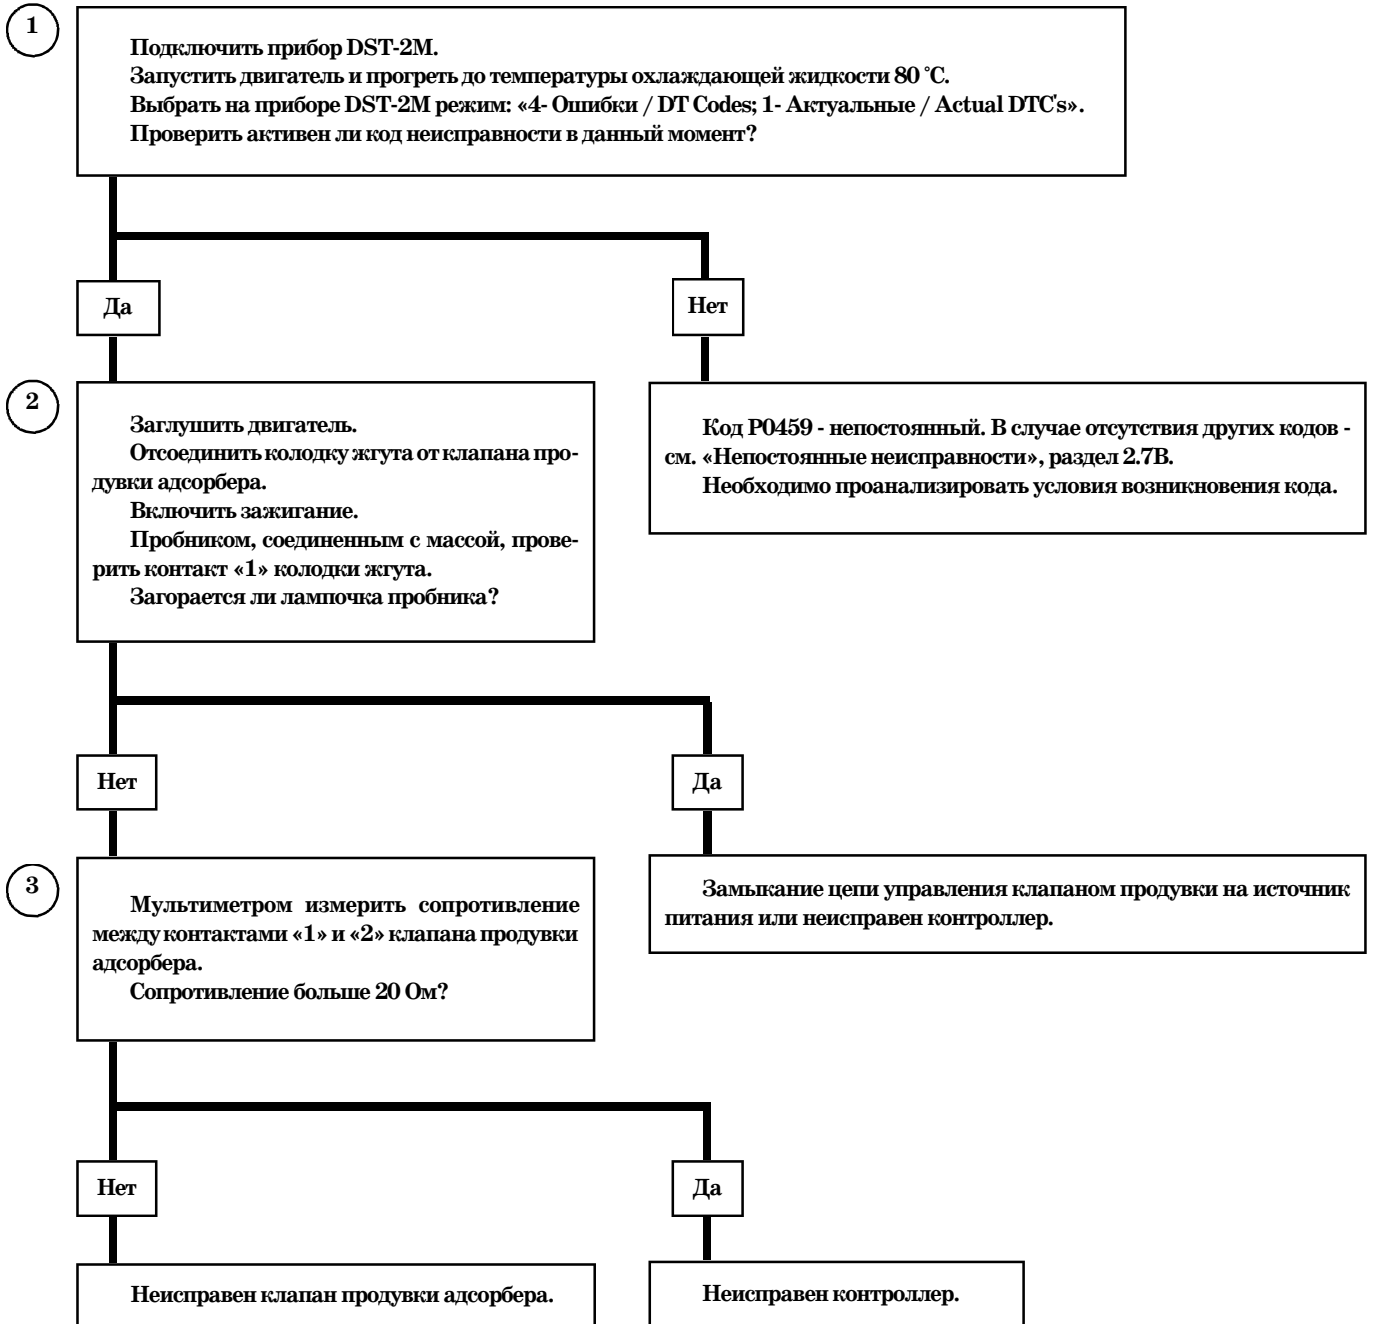 1
Подключить прибор DST-2M.
Запустить двигатель и прогреть до температуры охлаждающей жидкости 80 °С.
Выбрать на приборе DST-2M режим: «4- Ошибки / DT Codes; 1- Актуальные / Actual DTC's».
Проверить активен ли код неисправности в данный момент?
Да
Нет
2
Заглушить двигатель.
Отсоединить колодку жгута от клапана про-
дувки адсорбера.
Включить зажигание.
Пробником, соединенным с массой, прове-
рить контакт «1» колодки жгута.
Загорается ли лампочка пробника?
Код P0459 - непостоянный. В случае отсутствия других кодов -
см. «Непостоянные неисправности», раздел 2.7В.
Необходимо проанализировать условия возникновения кода.
Нет
Да
3
Мультиметром измерить сопротивление
между контактами «1» и «2» клапана продувки
адсорбера.
Сопротивление больше 20 Ом?
Замыкание цепи управления клапаном продувки на источник
питания или неисправен контроллер.
Нет
Да
Неисправен клапан продувки адсорбера.
Неисправен контроллер.